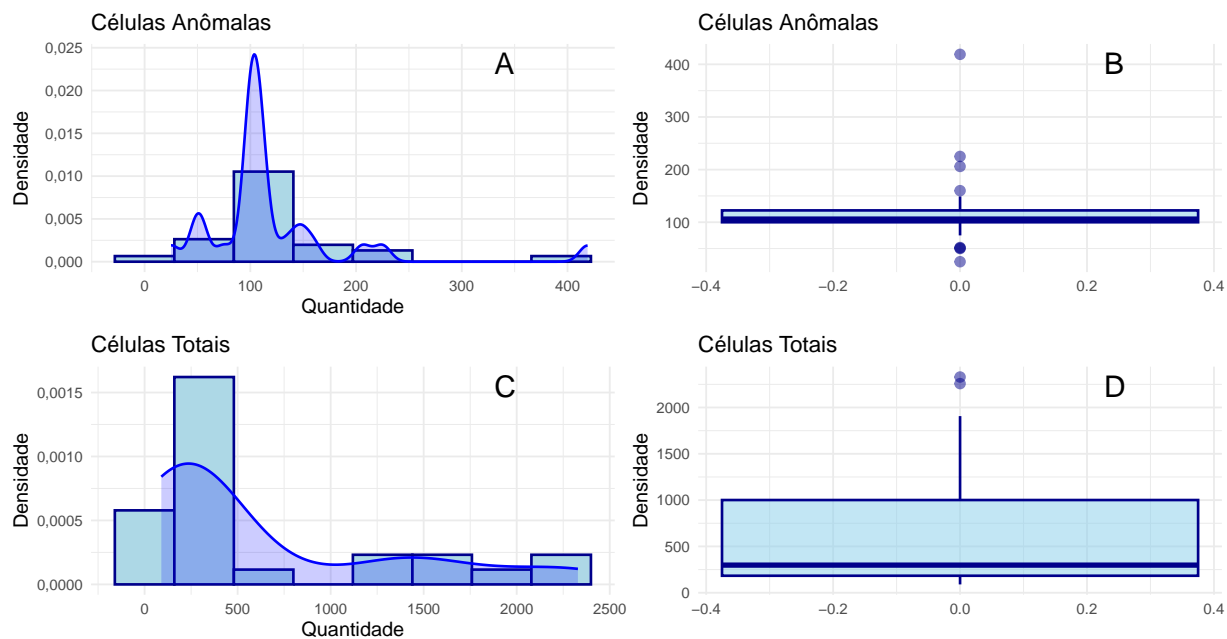 Células Anômalas
A
0,025
0,020
0,015
0,010
0,005
0,000
Densidade
0 100 200 300 400
Quantidade
Células Anômalas
B
400
300
200
100
Densidade
−0.4 −0.2 0.0 0.2 0.4
Células Totais
C
0,0015
0,0010
0,0005
0,0000
Densidade
0 500 1000 1500 2000 2500
Quantidade
Células Totais
D
2000
1000
500
0
Densidade
−0.4 −0.2 0.0 0.2 0.4